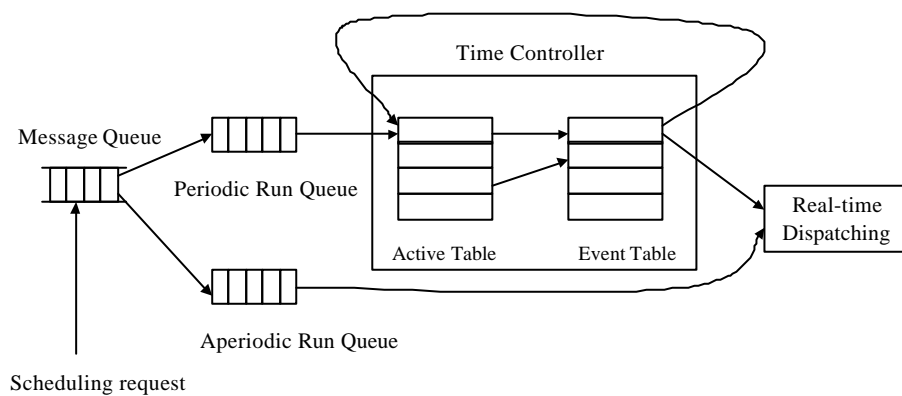 Time Controller
Message Queue
Periodic Run Queue
Active Table
Event Table
Real-time
Dispatching
Aperiodic Run Queue
Scheduling request